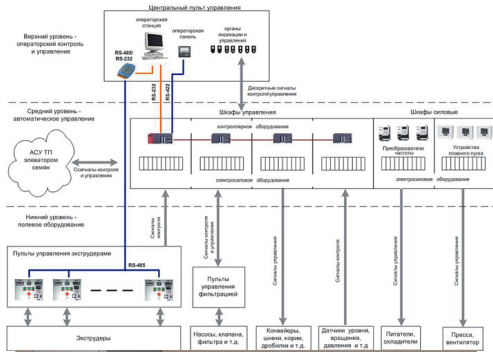 Центральный пульт управления
Верхний уровень -
операторский контроль
и управление
операторская
станция
операторская
панель
органы
индикации и
управления
RS-485/
RS-232
RS-232
RS-422
Дискретные сигналы
контроля/управления
Средний уровень -
автоматическое управление
Шкафы управления
Шкафы силовые
контроллерное оборудование
Преобразователи
частоты
Устройства
плавного пуска
АСУ ТП
элеватором
семян
Сигналы контроля
и управления
электросиловое оборудование
электросиловое оборудование
Нижний уровень -
полевое оборудование
Сигналы
контроля
Сигналы контроля
и управления
Сигналы управления
Сигналы контроля
Сигналы управления
Сигналы управления
Пульты управления экструдерами
RS-485
Пульты
управления
фильтрацией
Экструдеры
Насосы, клапана,
фильтра и т.д.
Конвейеры,
шнеки, нории,
дробилки и т.д.
Датчики уровня,
вращения,
давления и т.д
Питатели,
охладители
Пресса,
вентилятор